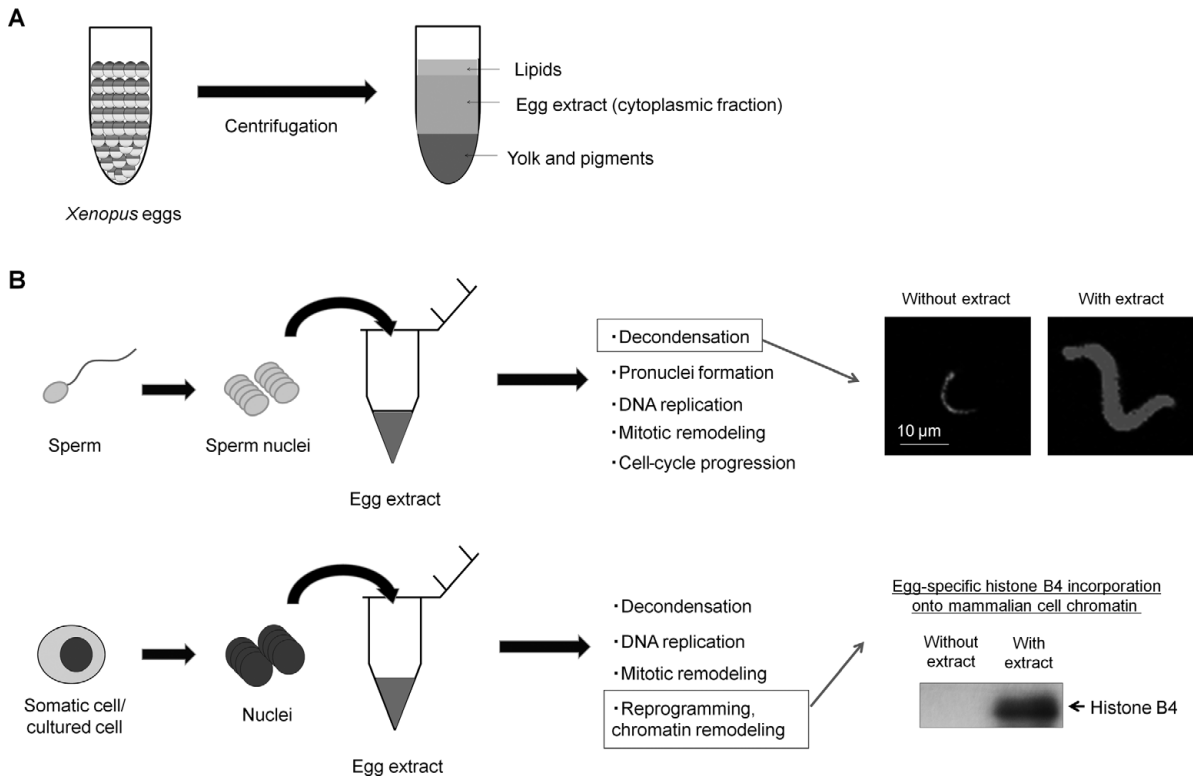 A
Lipids
Egg extract (cytoplasmic fraction)
Centrifugation
Yolk and pigments
Xenopus eggs
B
Without extract
With extract
・Decondensation
・Pronuclei formation
・DNA replication
・Mitotic remodeling
・Cell-cycle progression
10 μm
Sperm
Sperm nuclei
Egg extract
Egg-specific histone B4 incorporation
onto mammalian cell chromatin
・Decondensation
・DNA replication
・Mitotic remodeling
・Reprogramming,
chromatin remodeling
Without
extract
With
extract
Histone B4
Somatic cell/
cultured cell
Nuclei
Egg extract